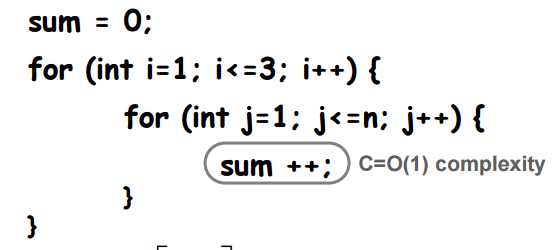 sum = 0;
for (int i=1; i<=3; i++) {
for (int j=1; j<=n; j++) {
sum ++; C=O(1) complexity
}
}